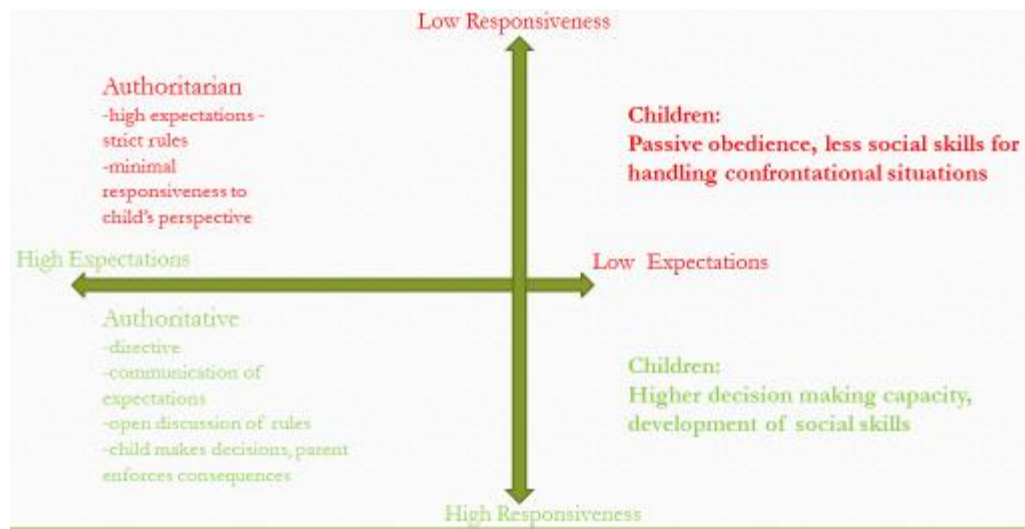 Low Responsiveness
Authoritarian
-high expectations -
strict rules
-minimal
responsiveness to
child's perspective
Children:
Passive obedience, less social skills for
handling confrontational situations
High Expectations
Low Expectations
Authoritative
-directive
-communication of
expectations
-open discussion of rules
-child makes decisions, parent
enforces consequences
Children:
Higher decision making capacity,
development of social skills
High Responsiveness